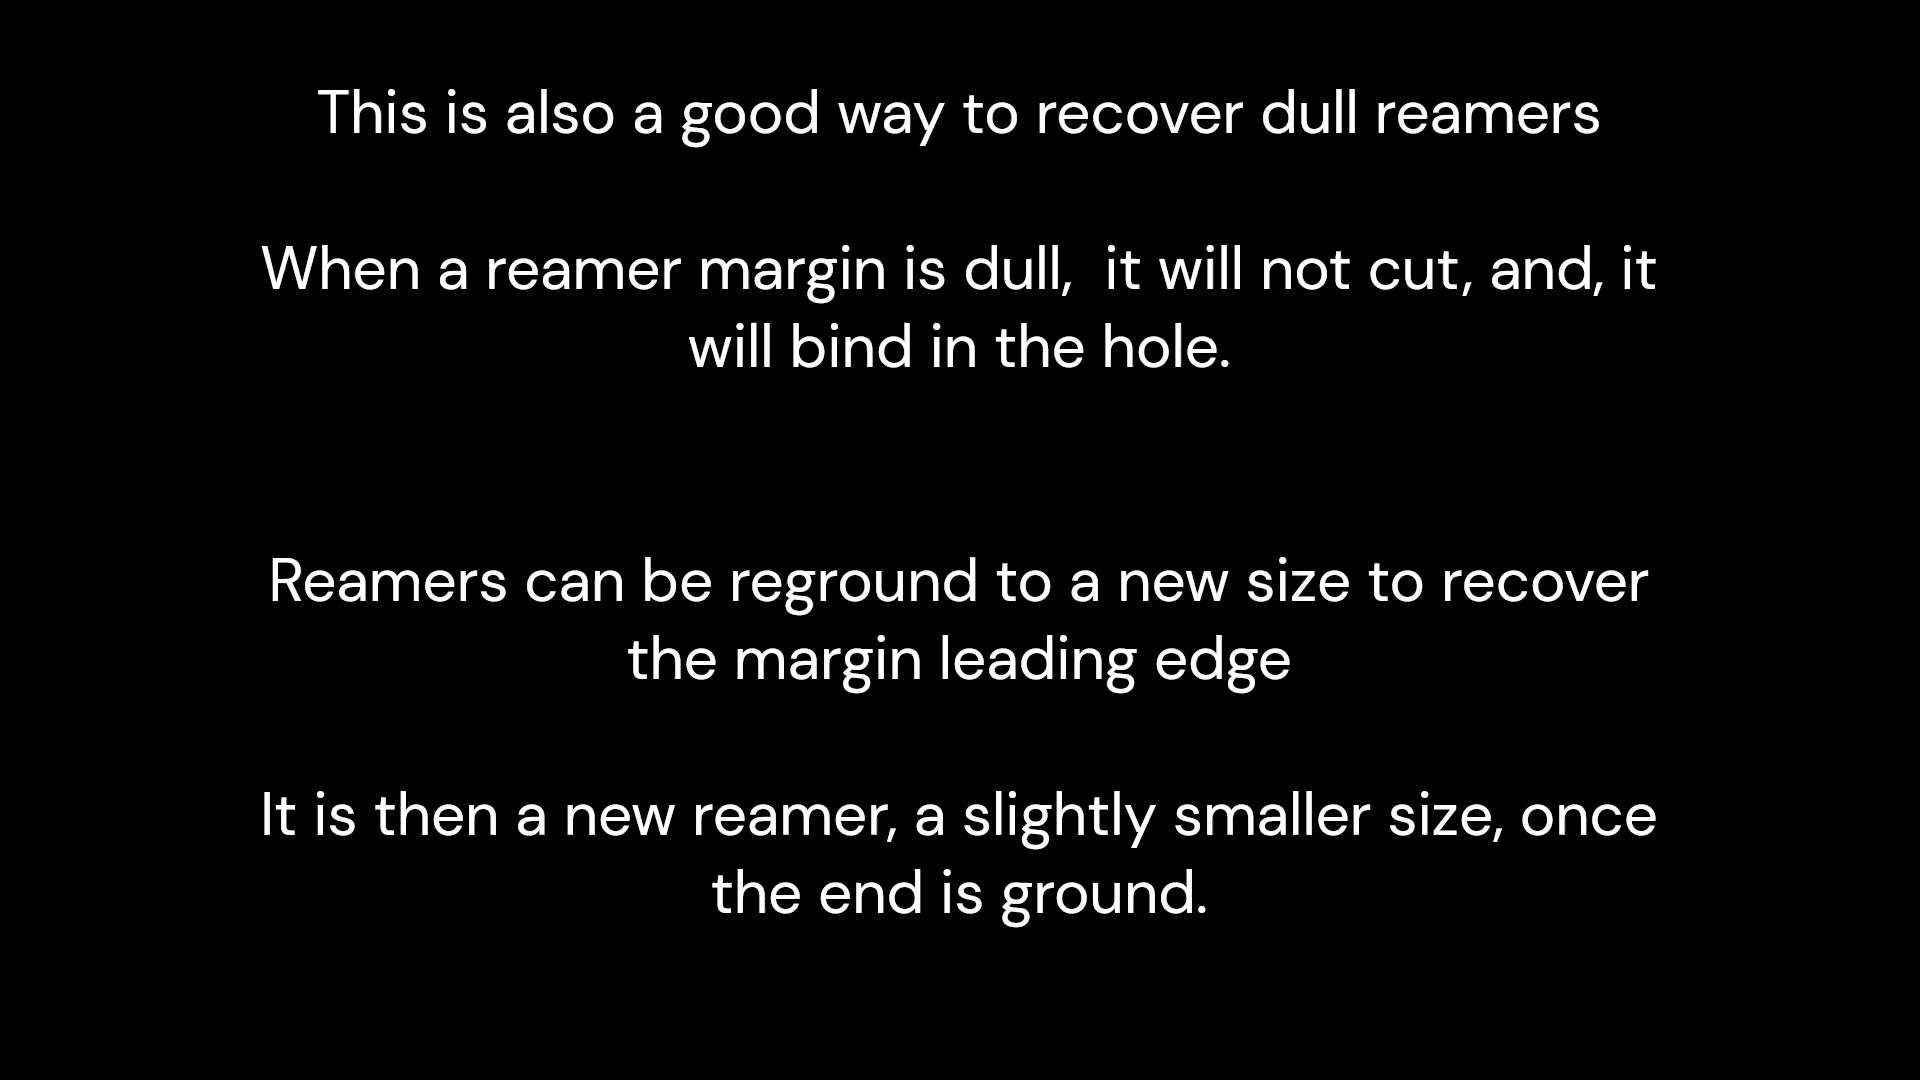 This is also a good way to recover dull reamers
When a reamer margin is dull,  it will not cut, and, it
will bind in the hole.
Reamers can be reground to a new size to recover
the margin leading edge
It is then a new reamer, a slightly smaller size, once
the end is ground.